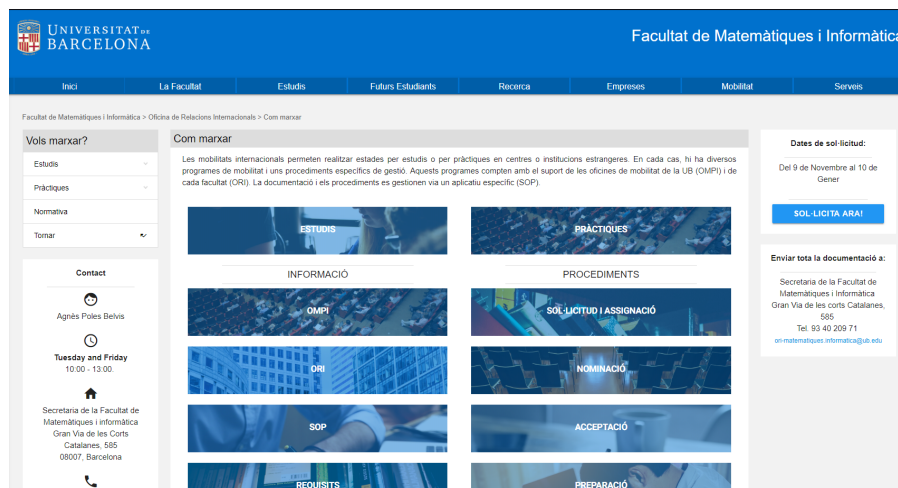 UNIVERSITAT DE
BARCELONA
Facultat de Matemàtiques i Informàtica
Inici
La Facultat
Estudis
Futurs Estudiants
Recerca
Empreses
Mobilitat
Serveis
Facultat de Matemàtiques i Informàtica > Oficina de Relacions Internacionals > Com marxar
Vols marxar?
Estudis
Pràctiques
Normativa
Tornar
Contact
Agnès Poles Belvis
Tuesday and Friday
10:00 - 13:00.
Secretaria de la Facultat de
Matemàtiques i informàtica
Gran Via de les Corts
Catalanes, 585
08007, Barcelona
Com marxar
Les mobilitats internacionals permeten realitzar estades per estudis o per pràctiques en centres o institucions estrangeres. En cada cas, hi ha diversos
programes de mobilitat i uns procediments específics de gestió. Aquests programes compten amb el suport de les oficines de mobilitat de la UB (OMPI) i de
cada facultat (ORI). La documentació i els procediments es gestionen via un aplicatiu específic (SOP).
ESTUDIS
PRÀCTIQUES
INFORMACIÓ
PROCEDIMENTS
OMPI
SOL·LICITUD I ASSIGNACIÓ
ORI
NOMINACIÓ
SOP
ACCEPTACIÓ
REQUISITS
PREPARACIÓ
Dates de sol·licitud:
Del 9 de Novembre al 10 de
Gener
SOL·LICITA ARA!
Enviar tota la documentació a:
Secretaria de la Facultat de
Matemàtiques i Informàtica
Gran Via de les corts Catalanes,
585
Tel. 93 40 209 71
ori-matematiques.informatica@ub.edu